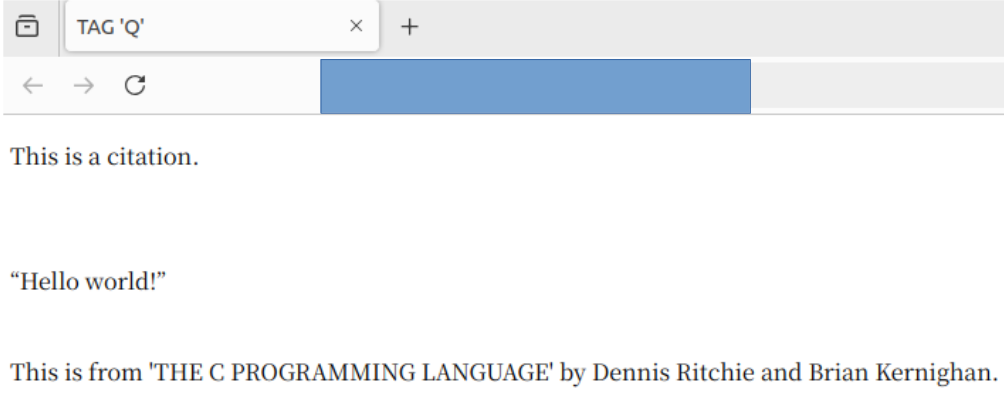 TAG 'Q'
This is a citation.
“Hello world!”
This is from 'THE C PROGRAMMING LANGUAGE' by Dennis Ritchie and Brian Kernighan.